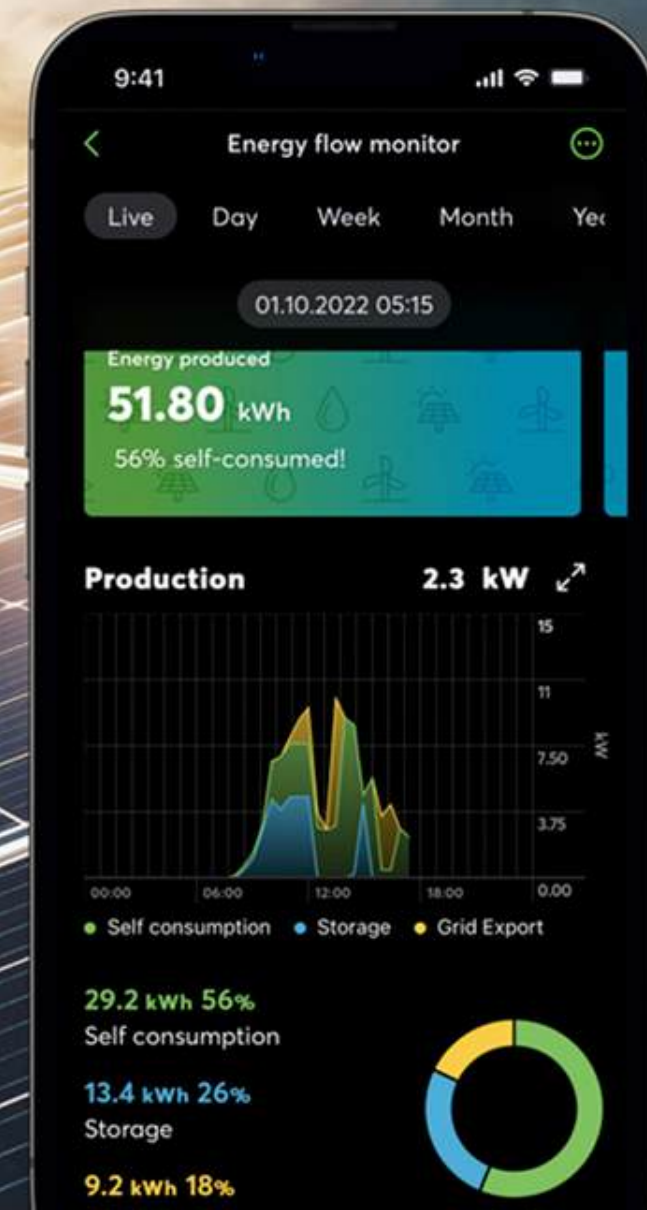 9:41
Energy flow monitor
Live Day Week Month Yea
01.10.2022 05:15
Energy produced
51.80 kWh
56% self-consumed!
Production 2.3 kW
15
11
7.50
kW
3.75
0.00
00:00 06:00 12:00 18:00
Self consumption Storage Grid Export
29.2 kWh 56%
Self consumption
13.4 kWh 26%
Storage
9.2 kWh 18%